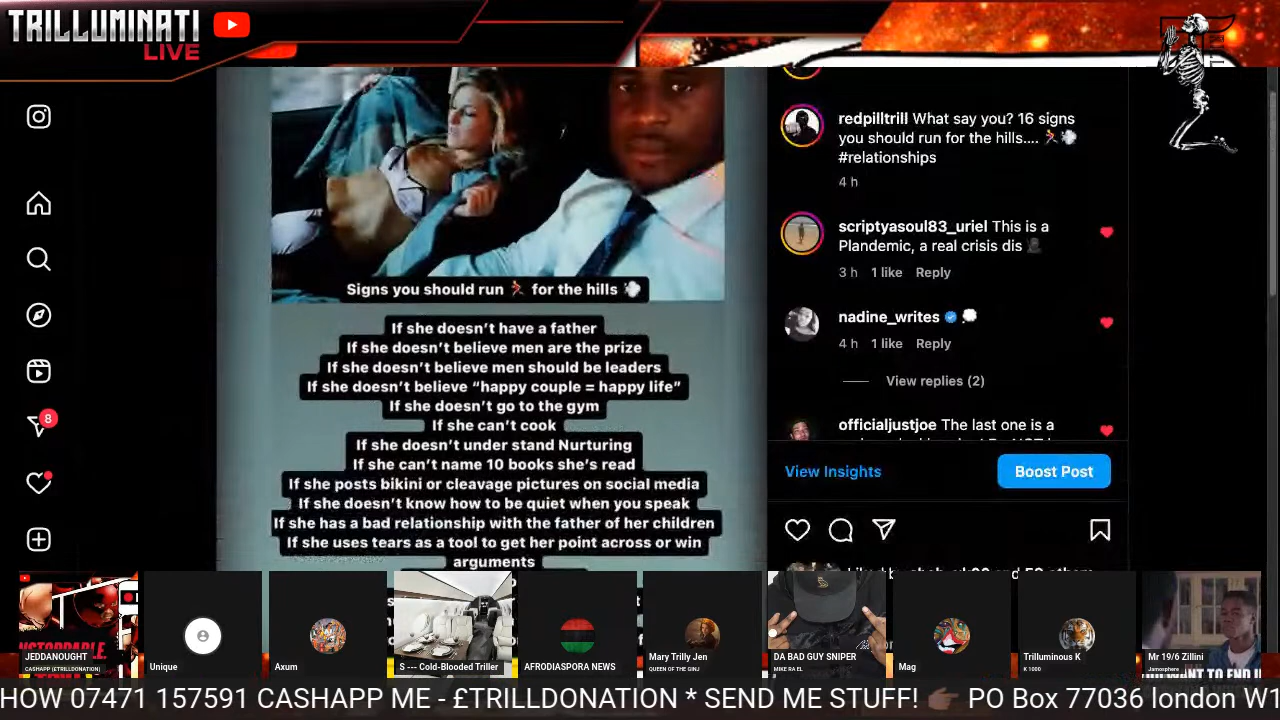 TRILLUMINATI
LIVE
redpilltrill What say you? 16 signs
you should run for the hills....
#relationships
4 h
scriptyasoul83_uriel This is a
Plandemic, a real crisis dis
3 h 1 like Reply
nadine_writes
4 h 1 like Reply
View replies (2)
officialjustjoe The last one is a
View Insights
Boost Post
8
Signs you should run for the hills
If she doesn't have a father
If she doesn't believe men are the prize
If she doesn't believe men should be leaders
If she doesn't believe "happy couple = happy life"
If she doesn't go to the gym
If she can't cook
If she doesn't under stand Nurturing
If she can't name 10 books she's read
If she posts bikini or cleavage pictures on social media
If she doesn't know how to be quiet when you speak
If she has a bad relationship with the father of her children
If she uses tears as a tool to get her point across or win
arguments
JEDDANOUGHT
CASHAPP (£TRILLDONATION)
Unique
Axum
S --- Cold-Blooded Triller
AFRODIASPORA NEWS
Mary Trilly Jen
QUEEN OF THE GINJ
DA BAD GUY SNIPER
MIKE RA EL
Mag
Trilluminous K
K 1000
Mr 19/6 Zillini
Jamosphere
HOW 07471 157591 CASHAPP ME - £TRILLDONATION * SEND ME STUFF! PO Box 77036 london W1